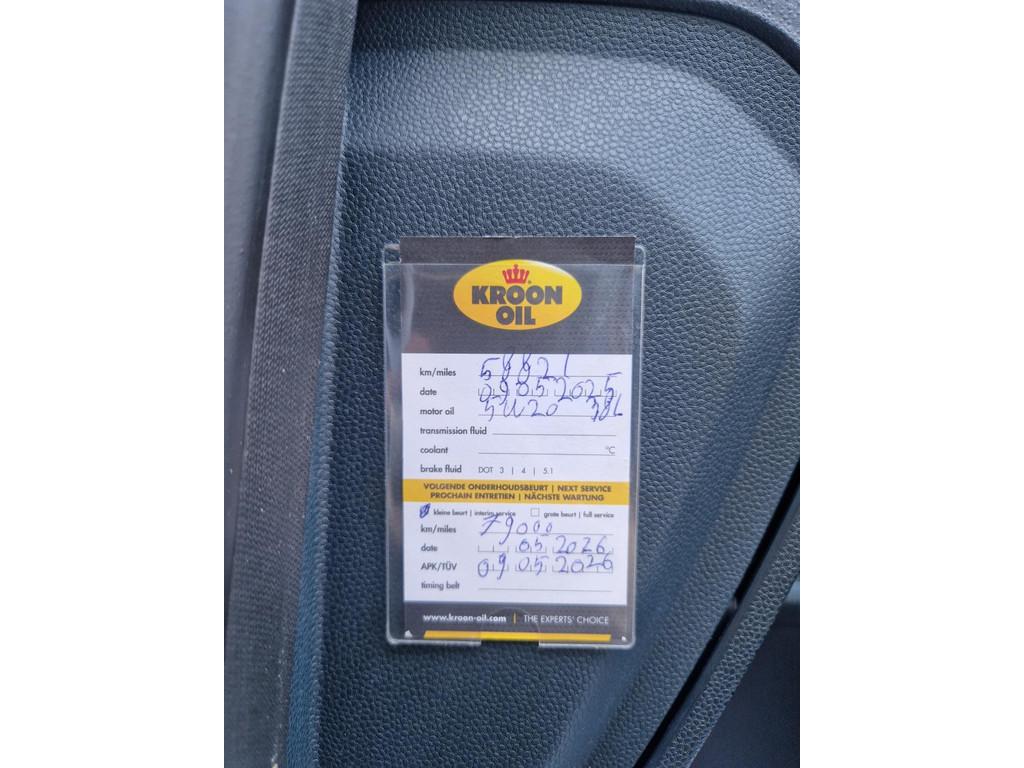 KROON
OIL
km/miles 58821
date 09 05 2025
motor oil 5W20 38L
transmission fluid
coolant °C
brake fluid DOT 3 | 4 | 5.1
VOLGENDE ONDERHOUDSBEURT | NEXT SERVICE
PROCHAIN ENTRETIEN | NÄCHSTE WARTUNG
kleine beurt | interim service grote beurt | full service
km/miles 79000
date 05 2026
APK/TÜV 09 05 2026
timing belt
www.kroon-oil.com | THE EXPERTS' CHOICE